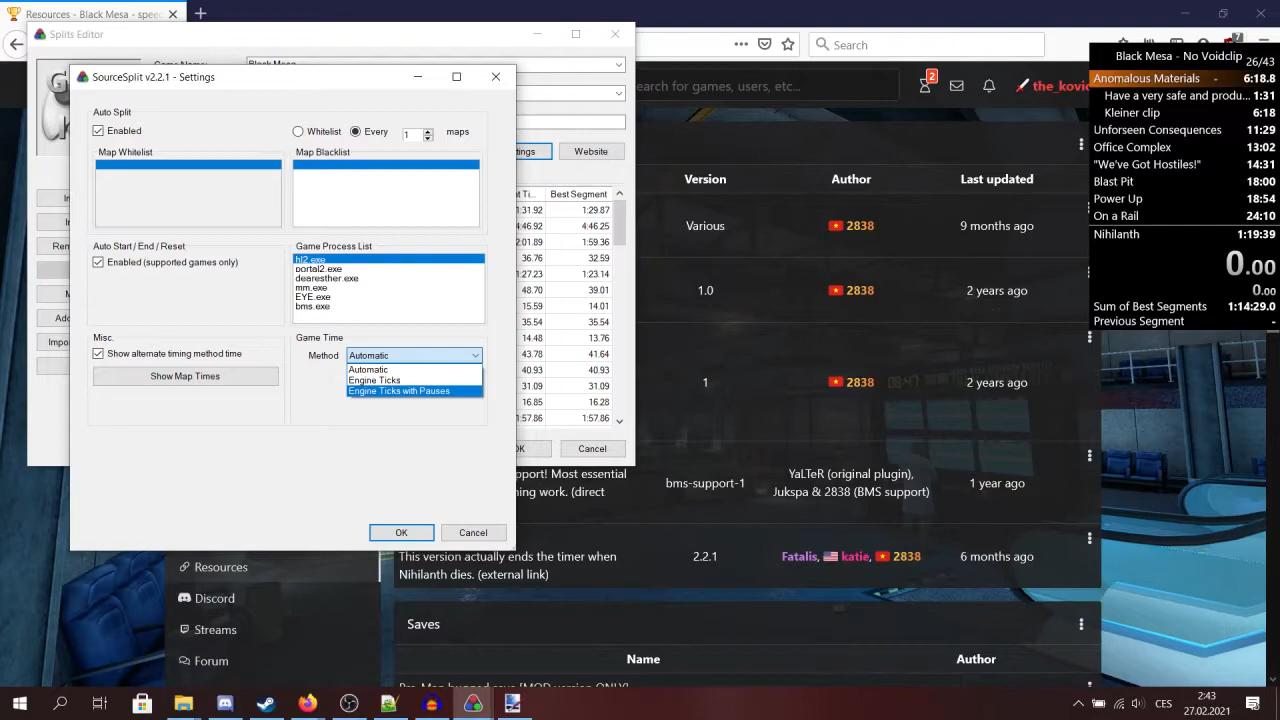 Resources - Black Mesa - speed
Splits Editor
Search
Black Mesa - No Voidclip
26/43
Black Mesa
SourceSplit v2.2.1 - Settings
search for games, users, etc...
2
the_kovic
Anomalous Materials - 6:18.8
Have a very safe and produ... 1:31
Kleiner clip 6:18
Unforseen Consequences 11:29
Office Complex 13:02
"We've Got Hostiles!" 14:31
Blast Pit 18:00
Power Up 18:54
On a Rail 24:10
Nihilanth 1:19:39
0.00
0.00
Sum of Best Segments 1:14:29.0
Previous Segment -
Auto Split
Enabled
Whitelist
Every
1
maps
Map Whitelist
Map Blacklist
Website
Best Segment
1:31.92 1:29.87
4:46.92 4:46.25
2:01.89 1:59.36
36.76 32.59
1:27.23 1:23.14
48.70 39.01
15.59 14.01
35.54 35.54
14.48 13.76
43.78 41.64
40.93 40.93
31.09 31.09
16.85 16.28
1:57.86 1:57.86
OK
Cancel
Auto Start / End / Reset
Enabled (supported games only)
Game Process List
hl2.exe
portal2.exe
dearesther.exe
mm.exe
EYE.exe
bms.exe
Misc.
Show alternate timing method time
Show Map Times
Game Time
Method
Automatic
Automatic
Engine Ticks
Engine Ticks with Pauses
OK
Cancel
Version Author Last updated
Various 2838 9 months ago
1.0 2838 2 years ago
1 2838 2 years ago
bms-support-1
YaLTeR (original plugin),
Jukspa & 2838 (BMS support)
1 year ago
This version actually ends the timer when
Nihilanth dies. (external link)
2.2.1
Fatalis, katie, 2838
6 months ago
Resources
Discord
Streams
Forum
Saves
Name
Author
CES
2:43
27.02.2021